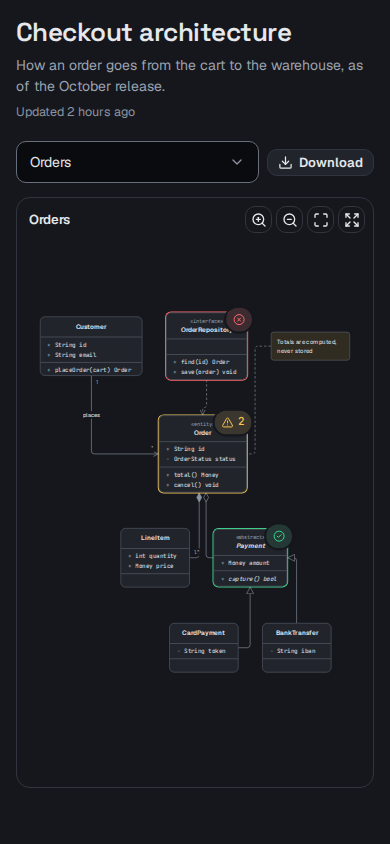 Checkout architecture
How an order goes from the cart to the warehouse, as
of the October release.
Updated 2 hours ago
Orders
Download
Orders
Customer
+ String id
+ String email
+ placeOrder(cart) Order
«interface»
+ find(id) Order
+ save(order) void
Totals are computed,
never stored
1
places
*
2
Order
+ String id
- OrderStatus status
+ total() Money
+ cancel() void
LineItem
+ int quantity
+ Money price
1*
Payment
+ Money amount
+ capture() bool
CardPayment
- String token
BankTransfer
- String iban